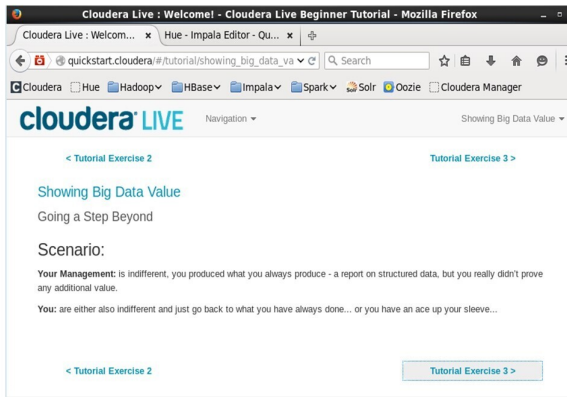 Cloudera Live : Welcome! - Cloudera Live Beginner Tutorial - Mozilla Firefox
Cloudera Live : Welcom... × Hue - Impala Editor - Qu... ×
quickstart.cloudera/#/tutorial/showing_big_data_va Search
Cloudera Hue Hadoop HBase Impala Spark Solr Oozie Cloudera Manager
cloudera LIVE Navigation Showing Big Data Value
< Tutorial Exercise 2 Tutorial Exercise 3 >
Showing Big Data Value
Going a Step Beyond
Scenario:
Your Management: is indifferent, you produced what you always produce - a report on structured data, but you really didn't prove
any additional value.
You: are either also indifferent and just go back to what you have always done... or you have an ace up your sleeve...
< Tutorial Exercise 2 Tutorial Exercise 3 >